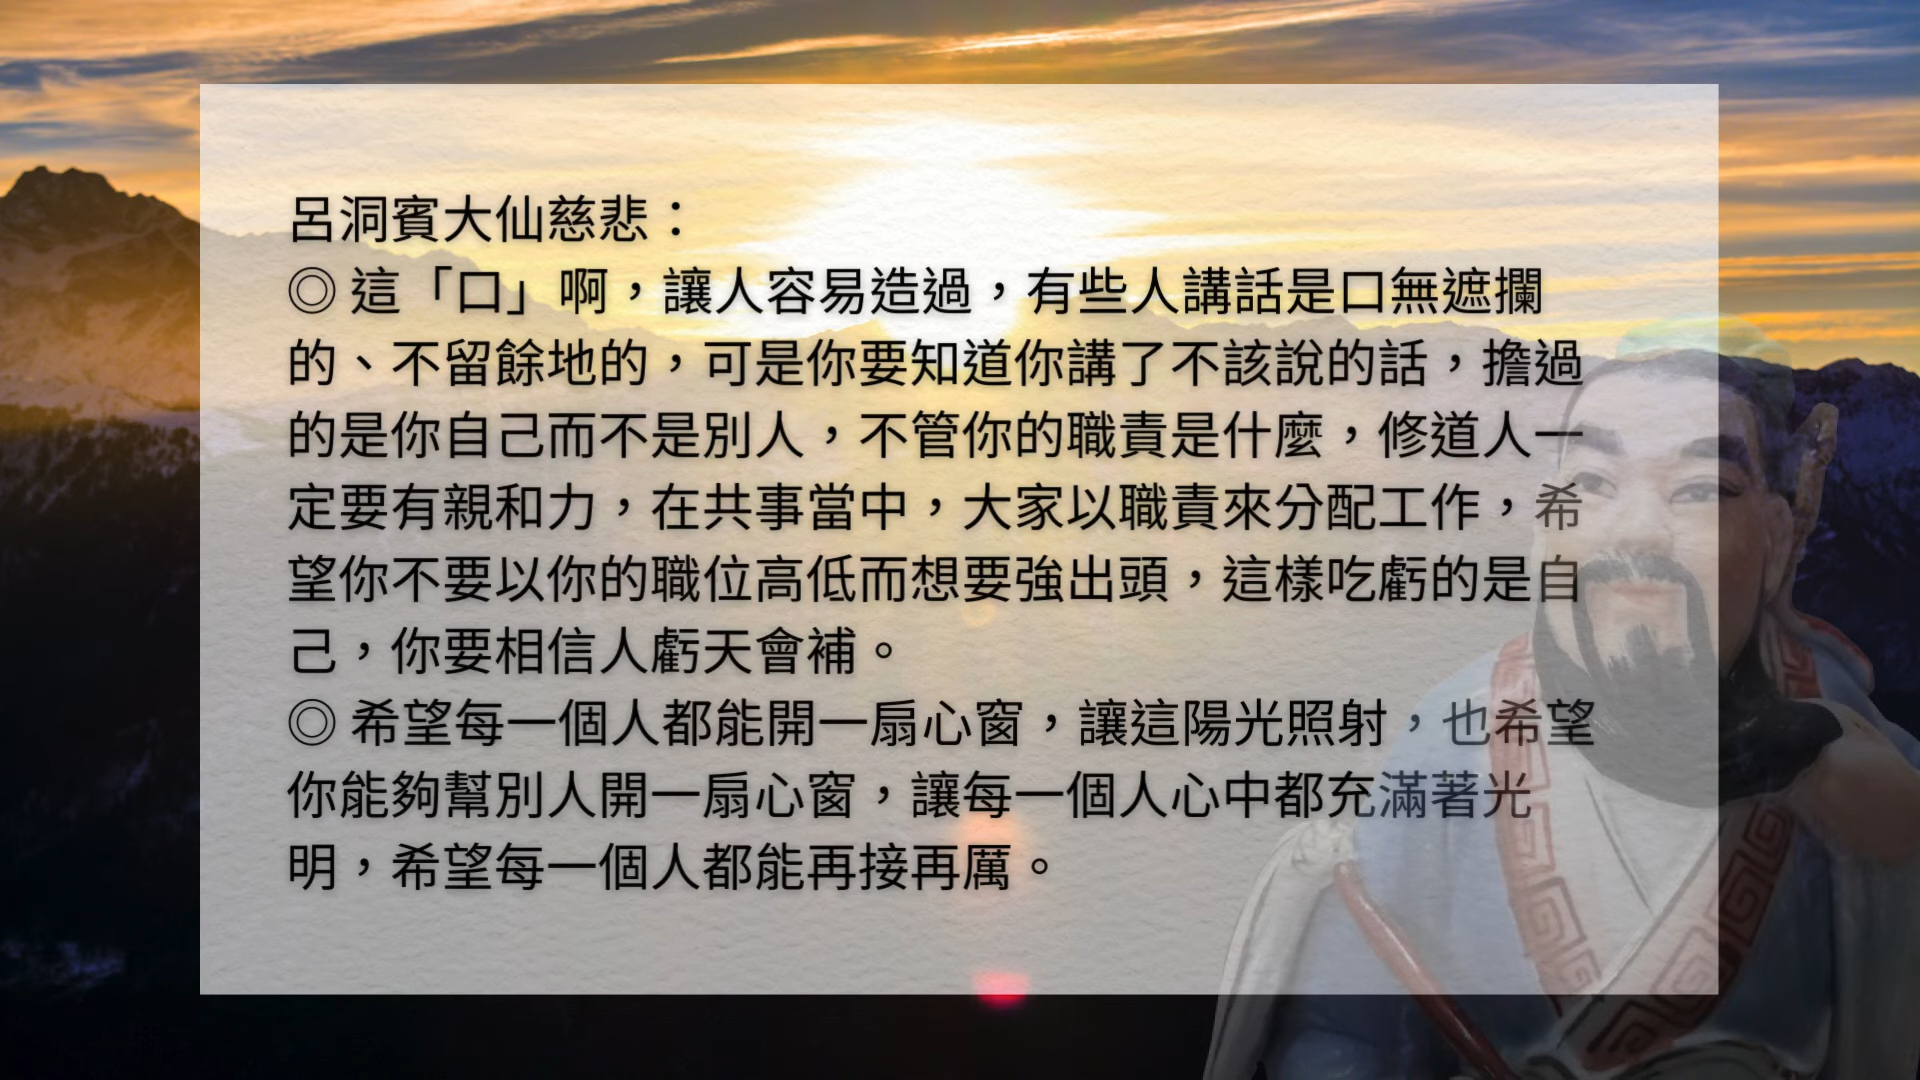 呂洞賓大仙慈悲：
◎ 這「口」啊，讓人容易造過，有些人講話是口無遮攔
的、不留餘地的，可是你要知道你講了不該說的話，擔過
的是你自己而不是別人，不管你的職責是什麼，修道人一
定要有親和力，在共事當中，大家以職責來分配工作，希
望你不要以你的職位高低而想要強出頭，這樣吃虧的是自
己，你要相信人虧天會補。
◎ 希望每一個人都能開一扇心窗，讓這陽光照射，也希望
你能夠幫別人開一扇心窗，讓每一個人心中都充滿著光
明，希望每一個人都能再接再厲。